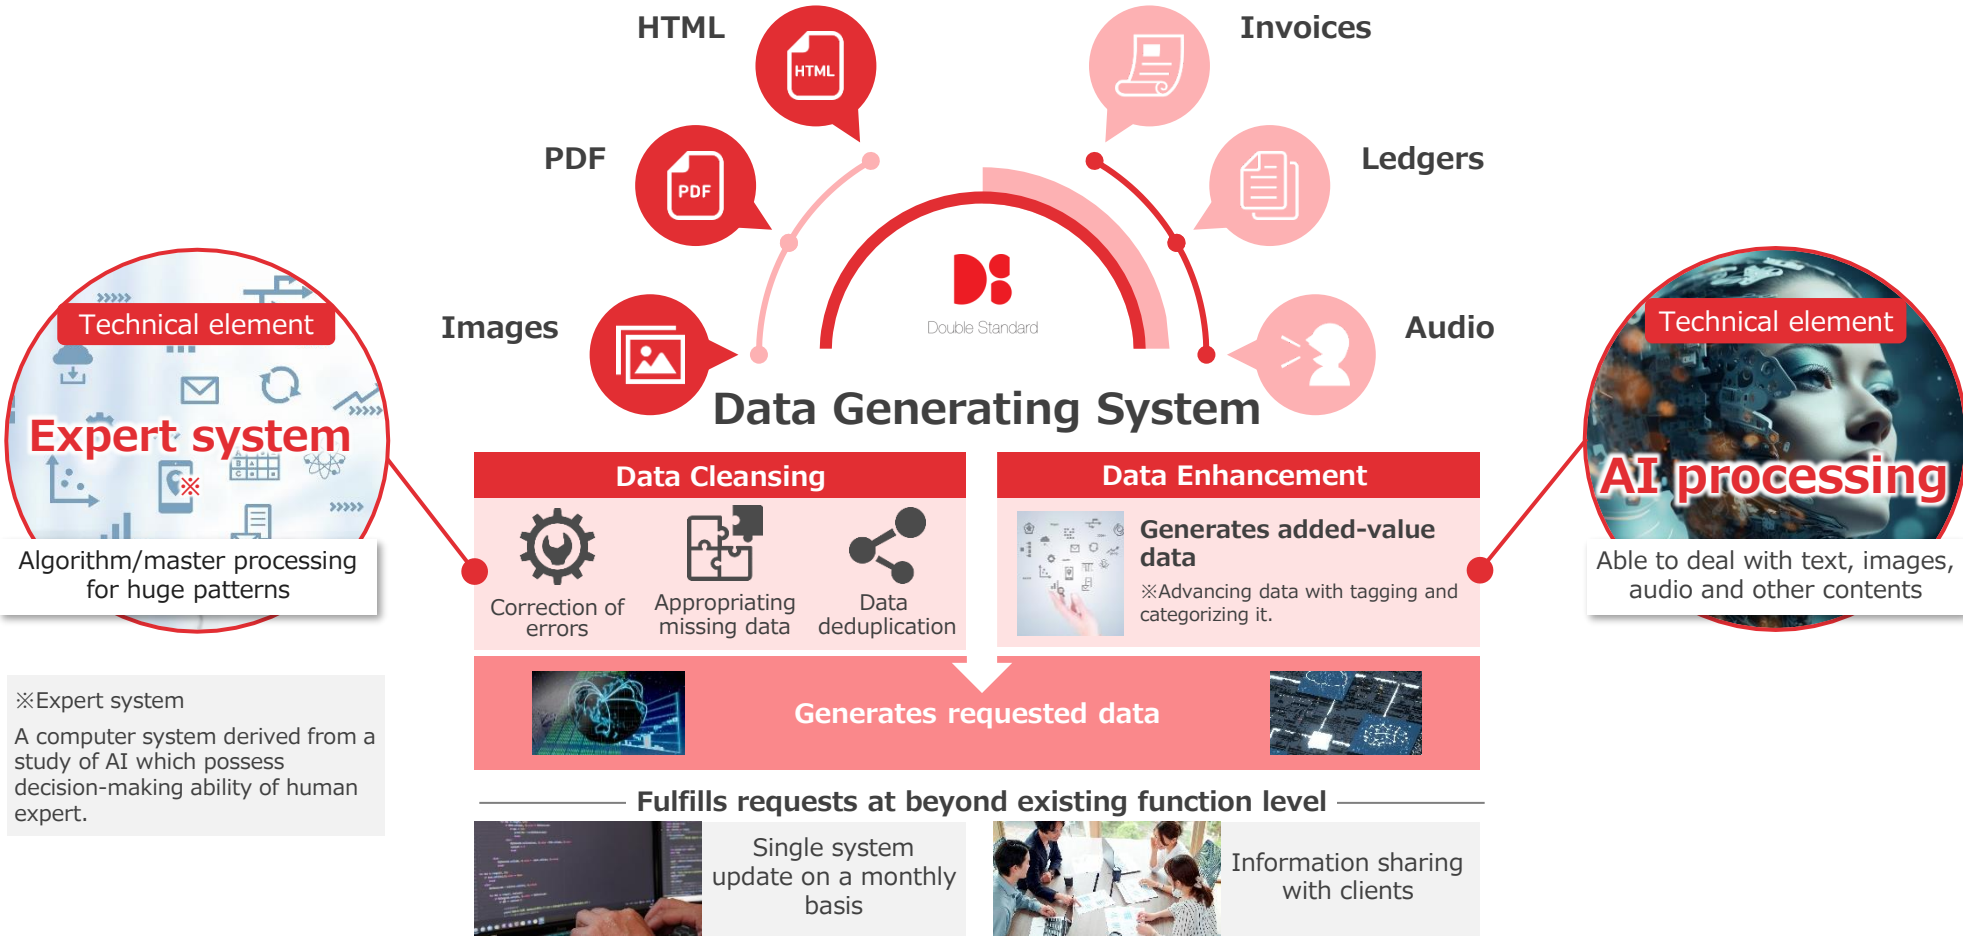 HTML
HTML
Invoices
PDF
PDF
Ledgers
Images
Audio
Double Standard
Data Generating System
Technical element
Expert system
※
Algorithm/master processing
for huge patterns
※Expert system
A computer system derived from a
study of AI which possess
decision-making ability of human
expert.
Data Cleansing
Correction of
errors
Appropriating
missing data
Data
deduplication
Data Enhancement
Generates added-value
data
※Advancing data with tagging and
categorizing it.
Technical element
AI processing
Able to deal with text, images,
audio and other contents
Generates requested data
Fulfills requests at beyond existing function level
Single system
update on a monthly
basis
Information sharing
with clients